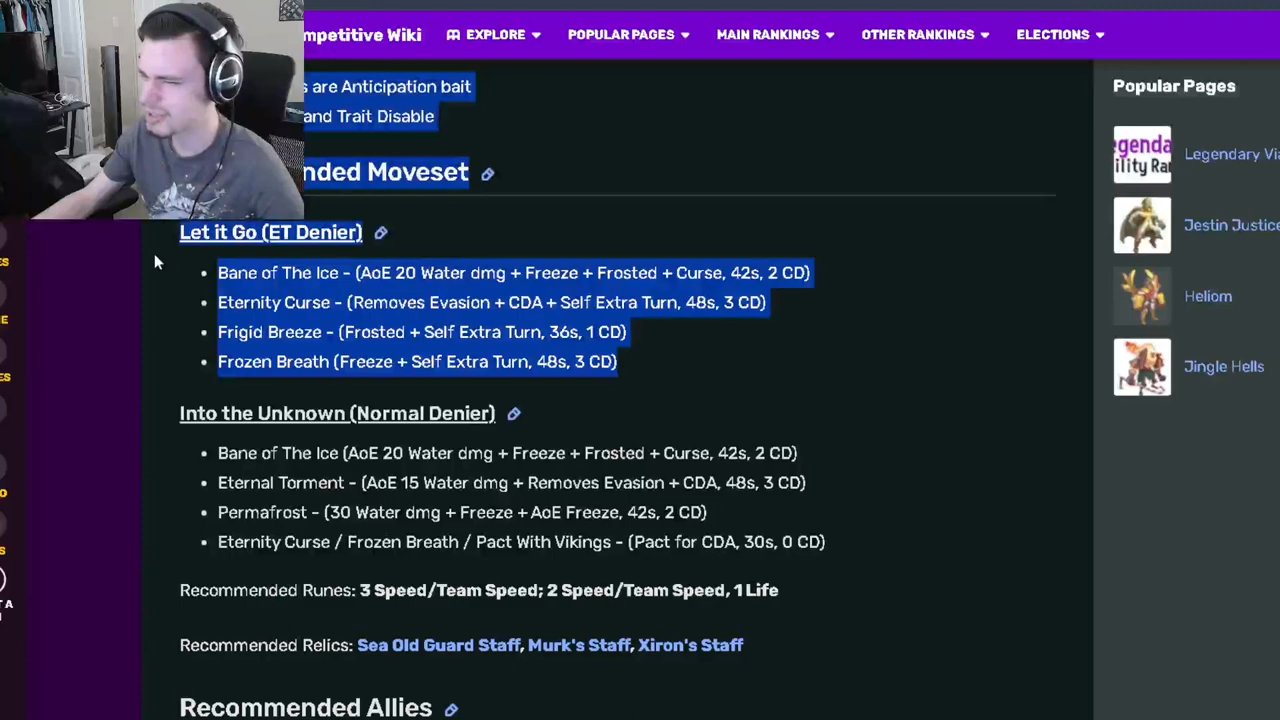 mpetitive Wiki
EXPLORE
POPULAR PAGES
MAIN RANKINGS
OTHER RANKINGS
ELECTIONS
s are Anticipation bait
and Trait Disable
nded Moveset
Let it Go (ET Denier)
Bane of The Ice - (AoE 20 Water dmg + Freeze + Frosted + Curse, 42s, 2 CD)
Eternity Curse - (Removes Evasion + CDA + Self Extra Turn, 48s, 3 CD)
Frigid Breeze - (Frosted + Self Extra Turn, 36s, 1 CD)
Frozen Breath (Freeze + Self Extra Turn, 48s, 3 CD)
Into the Unknown (Normal Denier)
Bane of The Ice (AoE 20 Water dmg + Freeze + Frosted + Curse, 42s, 2 CD)
Eternal Torment - (AoE 15 Water dmg + Removes Evasion + CDA, 48s, 3 CD)
Permafrost - (30 Water dmg + Freeze + AoE Freeze, 42s, 2 CD)
Eternity Curse / Frozen Breath / Pact With Vikings - (Pact for CDA, 30s, 0 CD)
Recommended Runes: 3 Speed/Team Speed; 2 Speed/Team Speed, 1 Life
Recommended Relics: Sea Old Guard Staff, Murk's Staff, Xiron's Staff
Recommended Allies
Popular Pages
genda
ility Ra
Legendary Via
Jestin Justice
Heliom
Jingle Hells